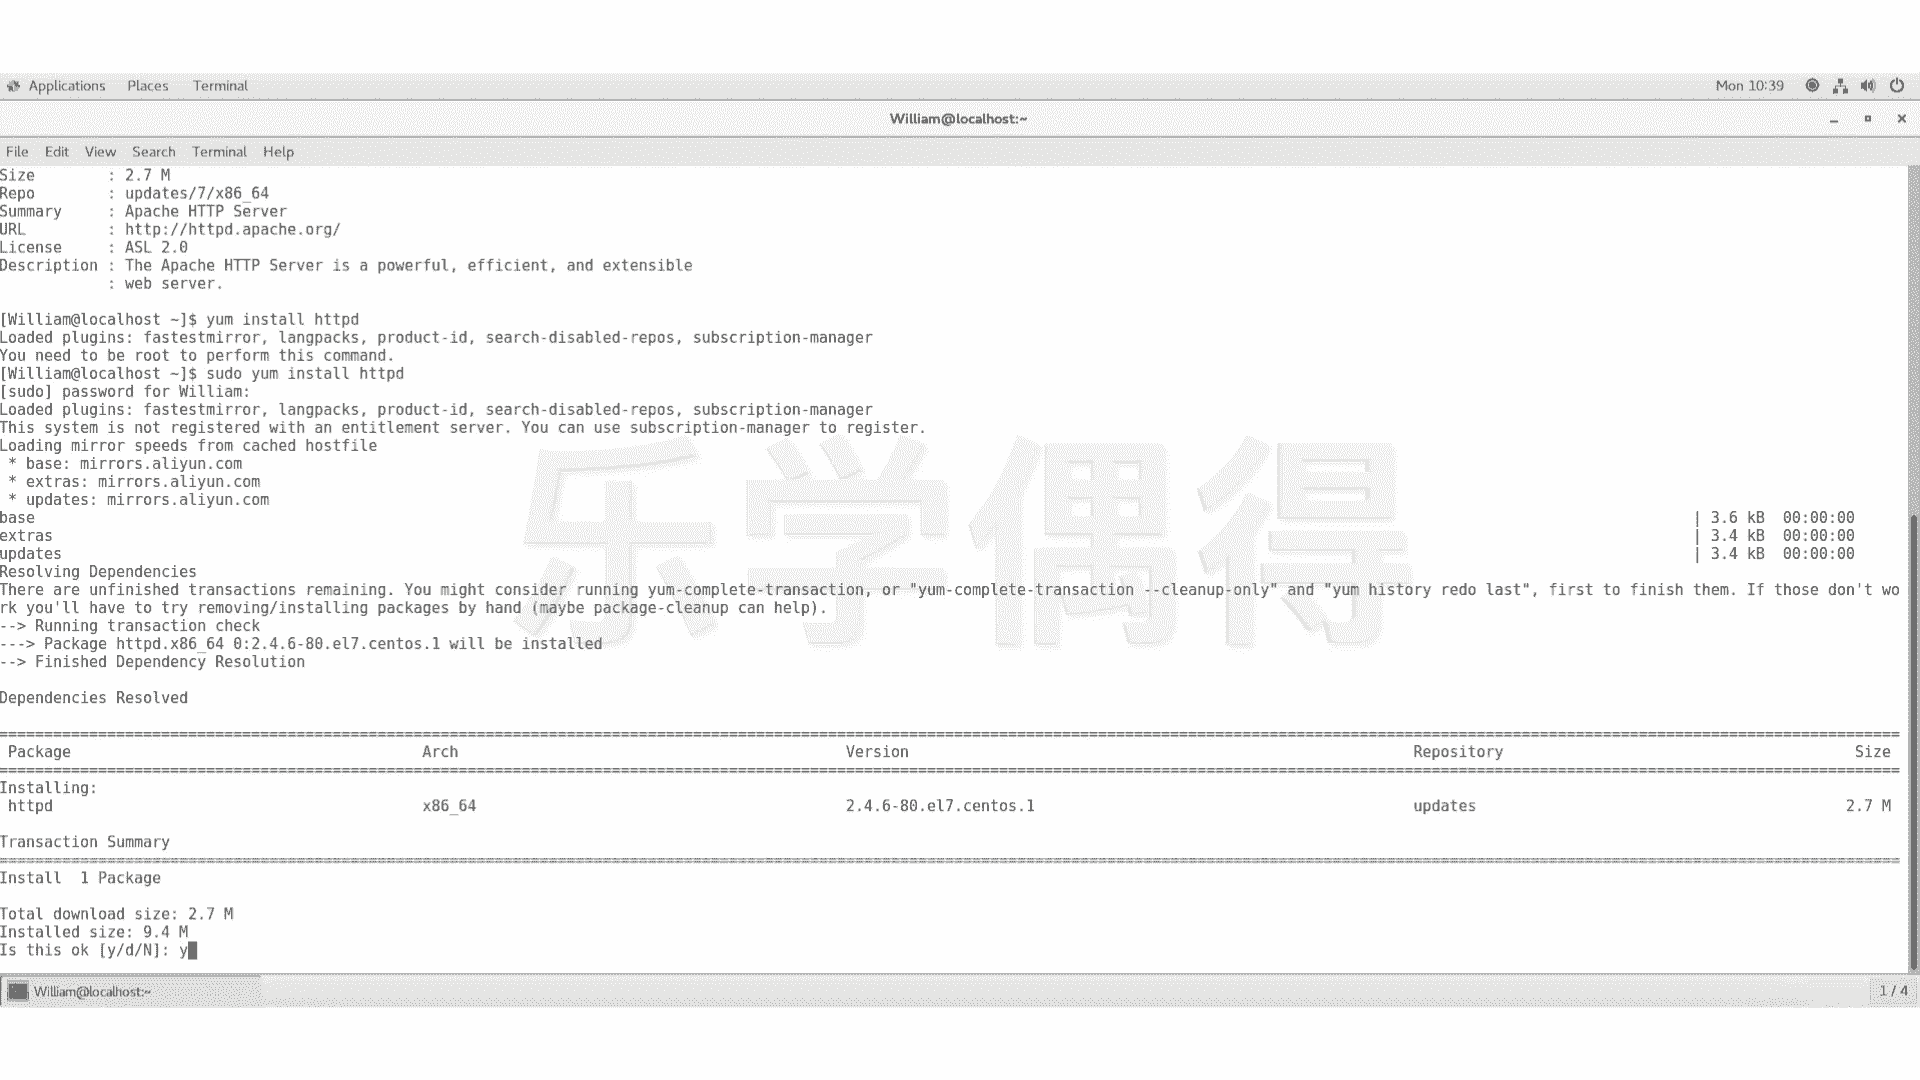 Applications Places Terminal Mon 10:39
William@localhost:~
File Edit View Search Terminal Help
Size : 2.7 M
Repo : updates/7/x86_64
Summary : Apache HTTP Server
URL : http://httpd.apache.org/
License : ASL 2.0
Description : The Apache HTTP Server is a powerful, efficient, and extensible
: web server.
[William@localhost ~]$ yum install httpd
Loaded plugins: fastestmirror, langpacks, product-id, search-disabled-repos, subscription-manager
You need to be root to perform this command.
[William@localhost ~]$ sudo yum install httpd
[sudo] password for William:
Loaded plugins: fastestmirror, langpacks, product-id, search-disabled-repos, subscription-manager
This system is not registered with an entitlement server. You can use subscription-manager to register.
Loading mirror speeds from cached hostfile
* base: mirrors.aliyun.com
* extras: mirrors.aliyun.com
* updates: mirrors.aliyun.com
base | 3.6 kB 00:00:00
extras | 3.4 kB 00:00:00
updates | 3.4 kB 00:00:00
乐学偶得
Resolving Dependencies
There are unfinished transactions remaining. You might consider running yum-complete-transaction, or "yum-complete-transaction --cleanup-only" and "yum history redo last", first to finish them. If those don't wo
rk you'll have to try removing/installing packages by hand (maybe package-cleanup can help).
--> Running transaction check
---> Package httpd.x86_64 0:2.4.6-80.el7.centos.1 will be installed
--> Finished Dependency Resolution
Dependencies Resolved
Package Arch Version Repository Size
Installing:
httpd x86_64 2.4.6-80.el7.centos.1 updates 2.7 M
Transaction Summary
Install 1 Package
Total download size: 2.7 M
Installed size: 9.4 M
Is this ok [y/d/N]: y
William@localhost:~ 1 / 4